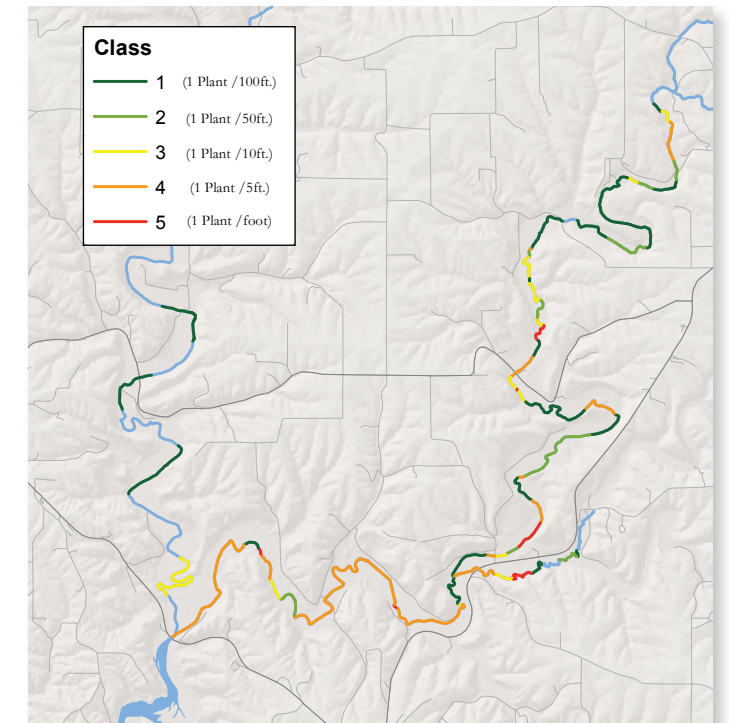 Class
1 (1 Plant /100ft.)
2 (1 Plant /50ft.)
3 (1 Plant /10ft.)
4 (1 Plant /5ft.)
5 (1 Plant /foot)